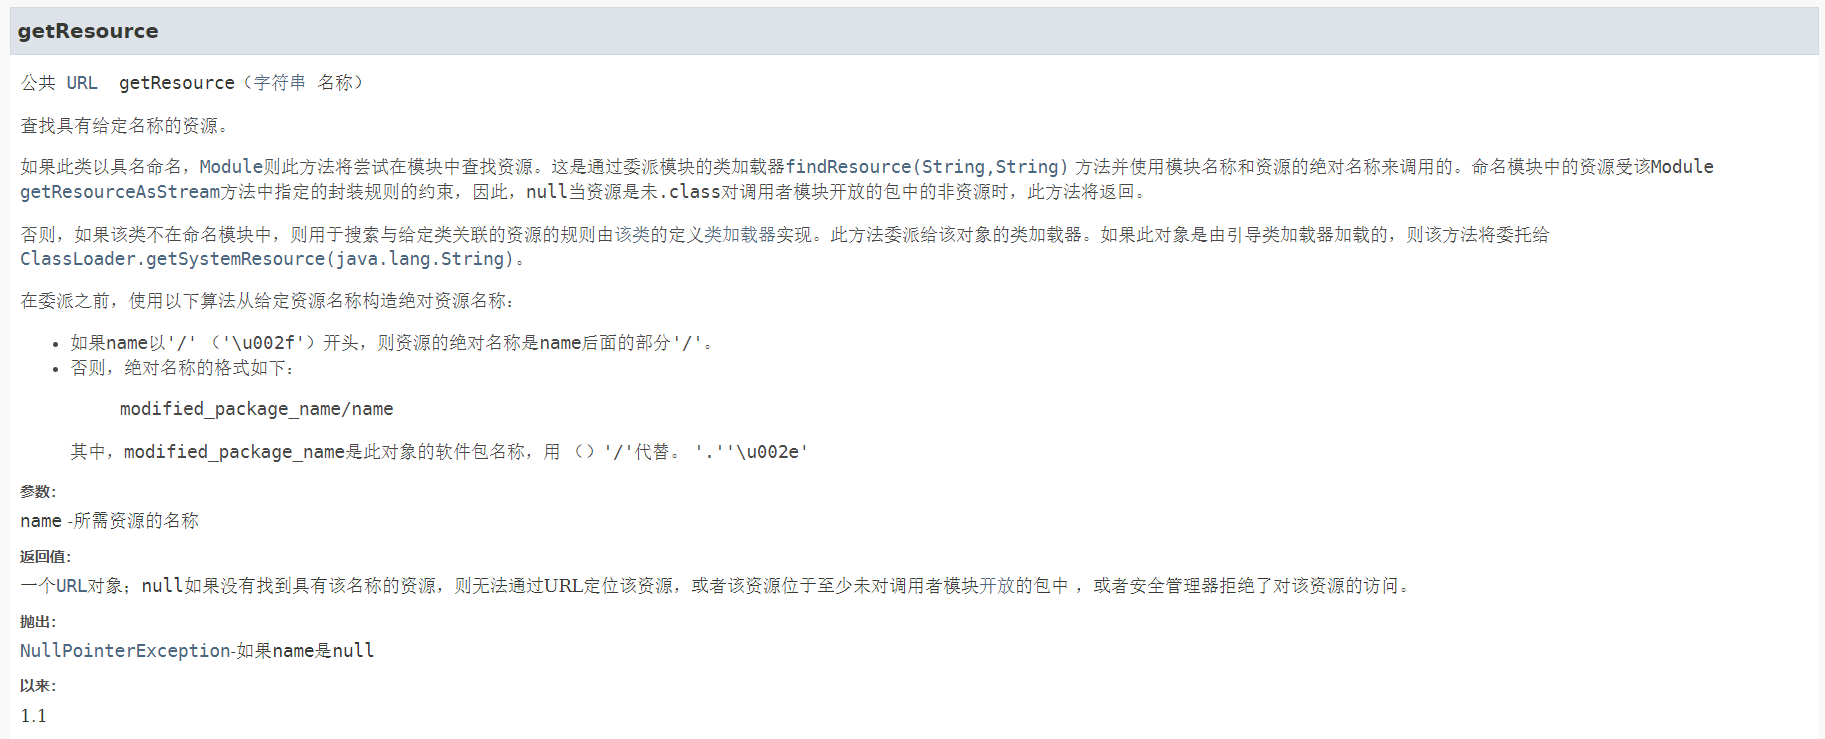 getResource
公共 URL  getResource（字符串 名称）
查找具有给定名称的资源。
如果此类以具名命名，Module则此方法将尝试在模块中查找资源。这是通过委派模块的类加载器findResource(String,String) 方法并使用模块名称和资源的绝对名称来调用的。命名模块中的资源受该Module
getResourceAsStream方法中指定的封装规则的约束，因此，null当资源是未.class对调用者模块开放的包中的非资源时，此方法将返回。
否则，如果该类不在命名模块中，则用于搜索与给定类关联的资源的规则由该类的定义类加载器实现。此方法委派给该对象的类加载器。如果此对象是由引导类加载器加载的，则该方法将委托给
ClassLoader.getSystemResource(java.lang.String)。
在委派之前，使用以下算法从给定资源名称构造绝对资源名称：
• 如果name以'/' （'\u002f'）开头，则资源的绝对名称是name后面的部分'/'。
• 否则，绝对名称的格式如下：
modified_package_name/name
其中，modified_package_name是此对象的软件包名称，用 （）'/'代替。 '.''\u002e'
参数：
name -所需资源的名称
返回值：
一个URL对象；null如果没有找到具有该名称的资源，则无法通过URL定位该资源，或者该资源位于至少未对调用者模块开放的包中 ，或者安全管理器拒绝了对该资源的访问。
抛出：
NullPointerException-如果name是null
以来：
1.1